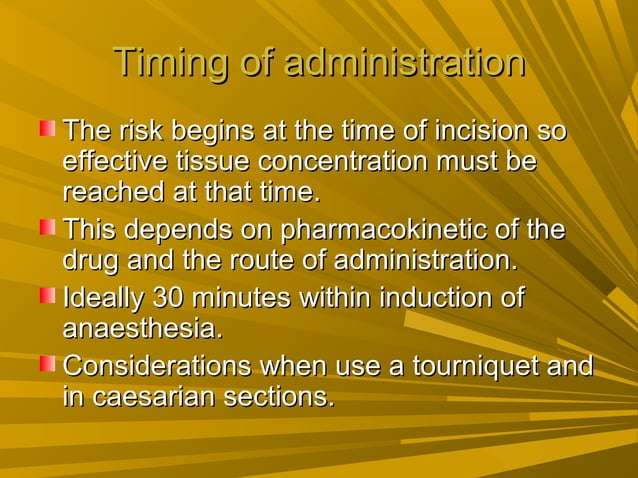 Timing of administration
The risk begins at the time of incision so
effective tissue concentration must be
reached at that time.
This depends on pharmacokinetic of the
drug and the route of administration.
Ideally 30 minutes within induction of
anaesthesia.
Considerations when use a tourniquet and
in caesarian sections.